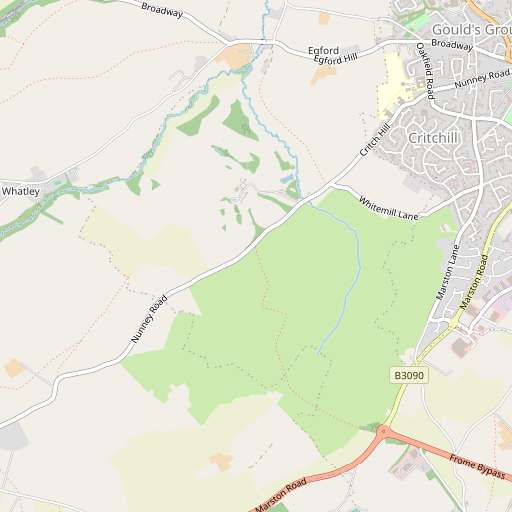 Broadway
Gould's Grou
Broadway
Egford
Egford Hill
Oakfield Road
Nunney Road
Critch Hill
Critchill
Whatley
Whitemill Lane
Marston Lane
Marston Road
Nunney Road
B3090
Frome Bypass
Marston Road